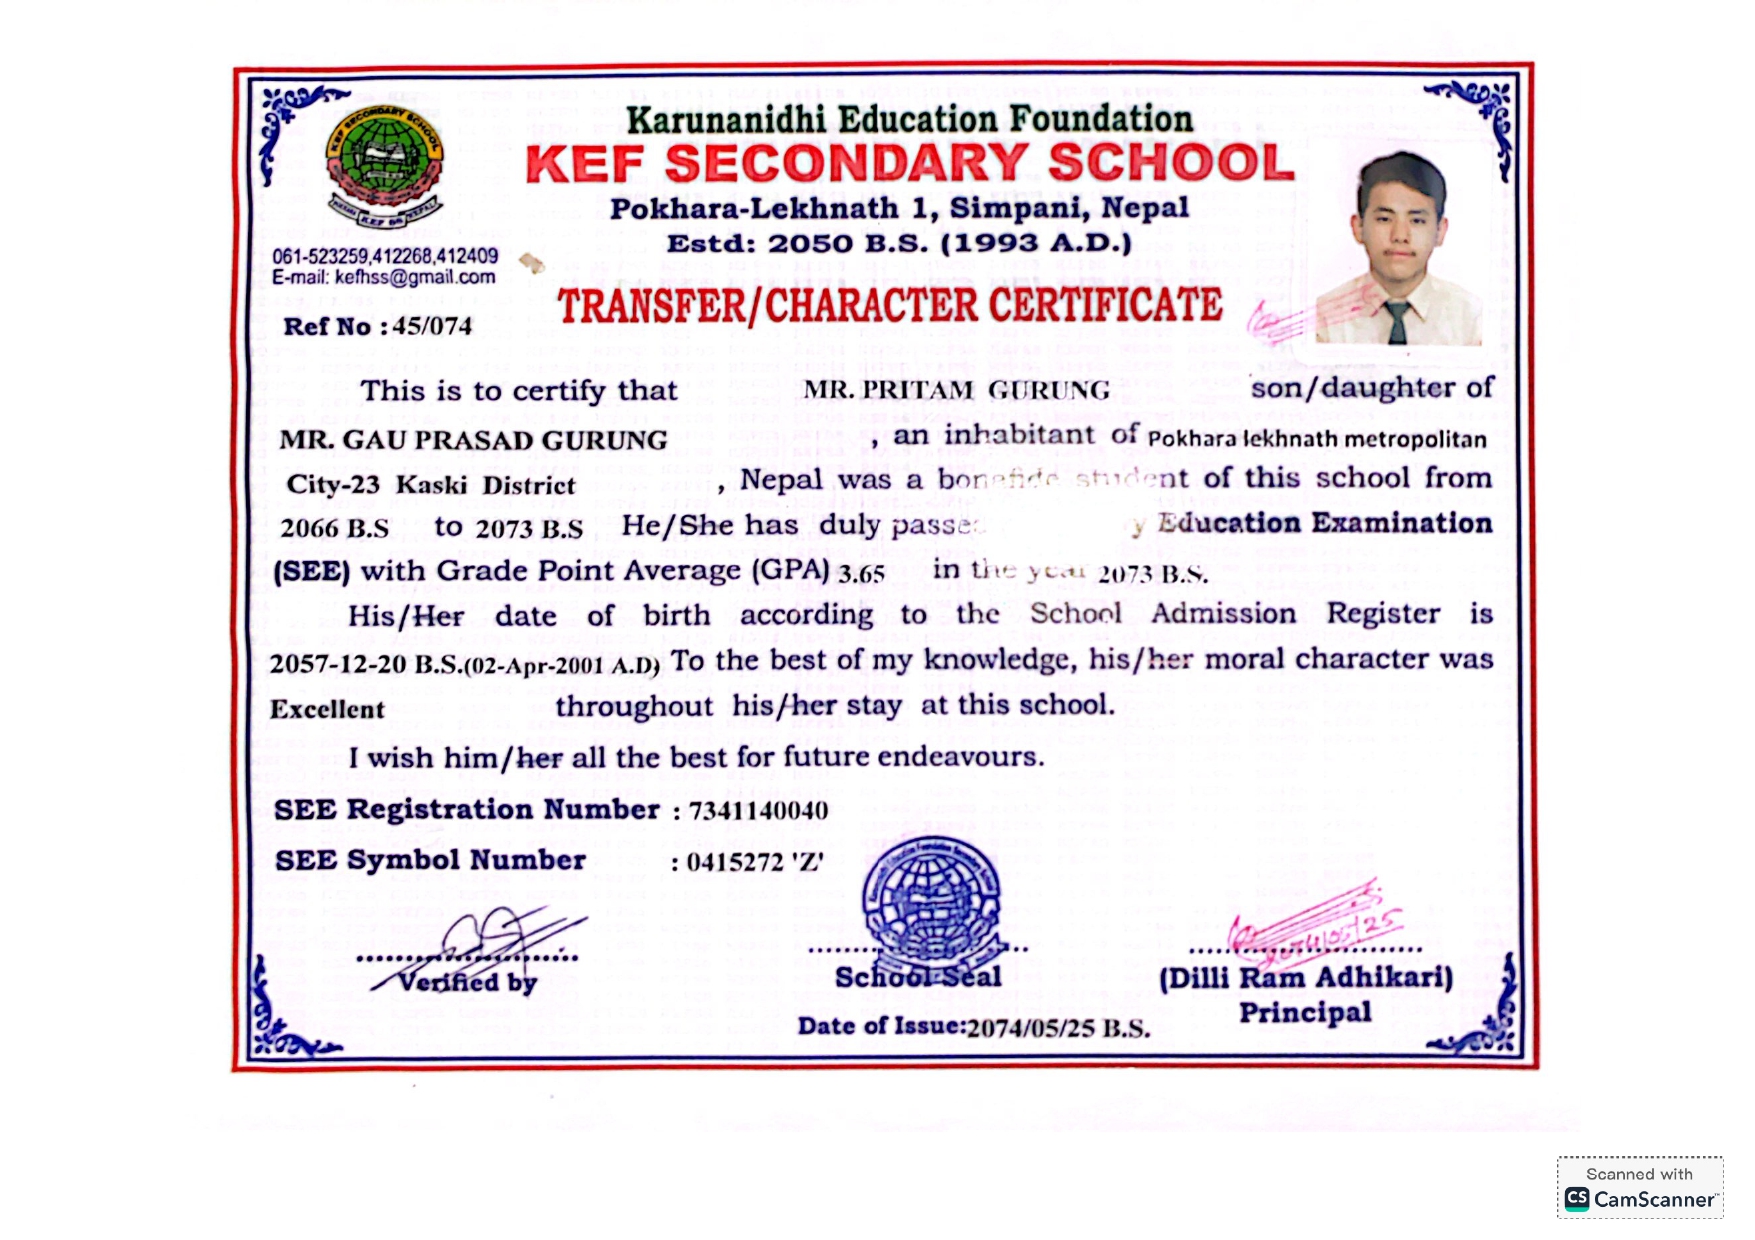 Karunanidhi Education Foundation
KEF SECONDARY SCHOOL
Pokhara-Lekhnath 1, Simpani, Nepal
Estd: 2050 B.S. (1993 A.D.)
KEF SECONDARY SCHOOL
061-523259,412268,412409
E-mail: kefhss@gmail.com
TRANSFER/CHARACTER CERTIFICATE
Ref No : 45/074
This is to certify that MR. PRITAM GURUNG son/daughter of
MR. GAU PRASAD GURUNG , an inhabitant of Pokhara lekhnath metropolitan
City-23 Kaski District , Nepal was a bonafide student of this school from
2066 B.S to 2073 B.S He/She has duly Education Examination
(SEE) with Grade Point Average (GPA) 3.65 in the year 2073 B.S.
His/Her date of birth according to the School Admission Register is
2057-12-20 B.S.(02-Apr-2001 A.D) To the best of my knowledge, his/her moral character was
Excellent throughout his/her stay at this school.
I wish him/her all the best for future endeavours.
SEE Registration Number : 7341140040
SEE Symbol Number : 0415272 'Z'
Verified by
School Seal
(Dilli Ram Adhikari)
Principal
Date of Issue:2074/05/25 B.S.
Scanned with
CS CamScanner